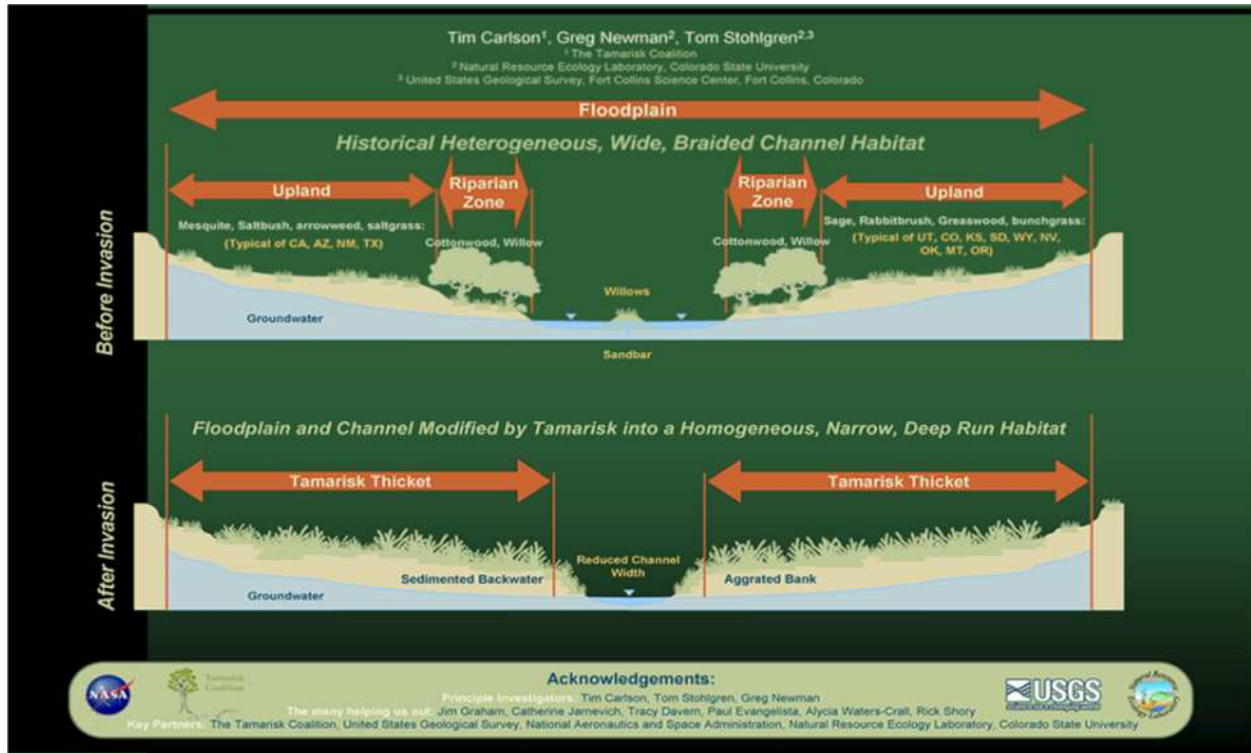 Tim Carlson¹, Greg Newman², Tom Stohlgren²,³
¹ The Tamarisk Coalition
² Natural Resource Ecology Laboratory, Colorado State University
³ United States Geological Survey, Fort Collins Science Center, Fort Collins, Colorado
Floodplain
Historical Heterogeneous, Wide, Braided Channel Habitat
Before Invasion
Upland
Riparian
Zone
Riparian
Zone
Upland
Mesquite, Saltbush, arrowweed, saltgrass:
(Typical of CA, AZ, NM, TX)
Cottonwood, Willow
Cottonwood, Willow
Sage, Rabbitbrush, Greaswood, bunchgrass:
(Typical of UT, CO, KS, SD, WY, NV,
OK, MT, OR)
Willows
Groundwater
Sandbar
Floodplain and Channel Modified by Tamarisk into a Homogeneous, Narrow, Deep Run Habitat
After Invasion
Tamarisk Thicket
Tamarisk Thicket
Reduced Channel
Width
Sedimented Backwater
Aggrated Bank
Groundwater
NASA
Tamarisk
Coalition
Acknowledgements:
Principle Investigators: Tim Carlson, Tom Stohlgren, Greg Newman
The many helping us out: Jim Graham, Catherine Jarnevich, Tracy Davern, Paul Evangelista, Alycia Waters-Crall, Rick Shory
Key Partners: The Tamarisk Coalition, United States Geological Survey, National Aeronautics and Space Administration, Natural Resource Ecology Laboratory, Colorado State University
USGS